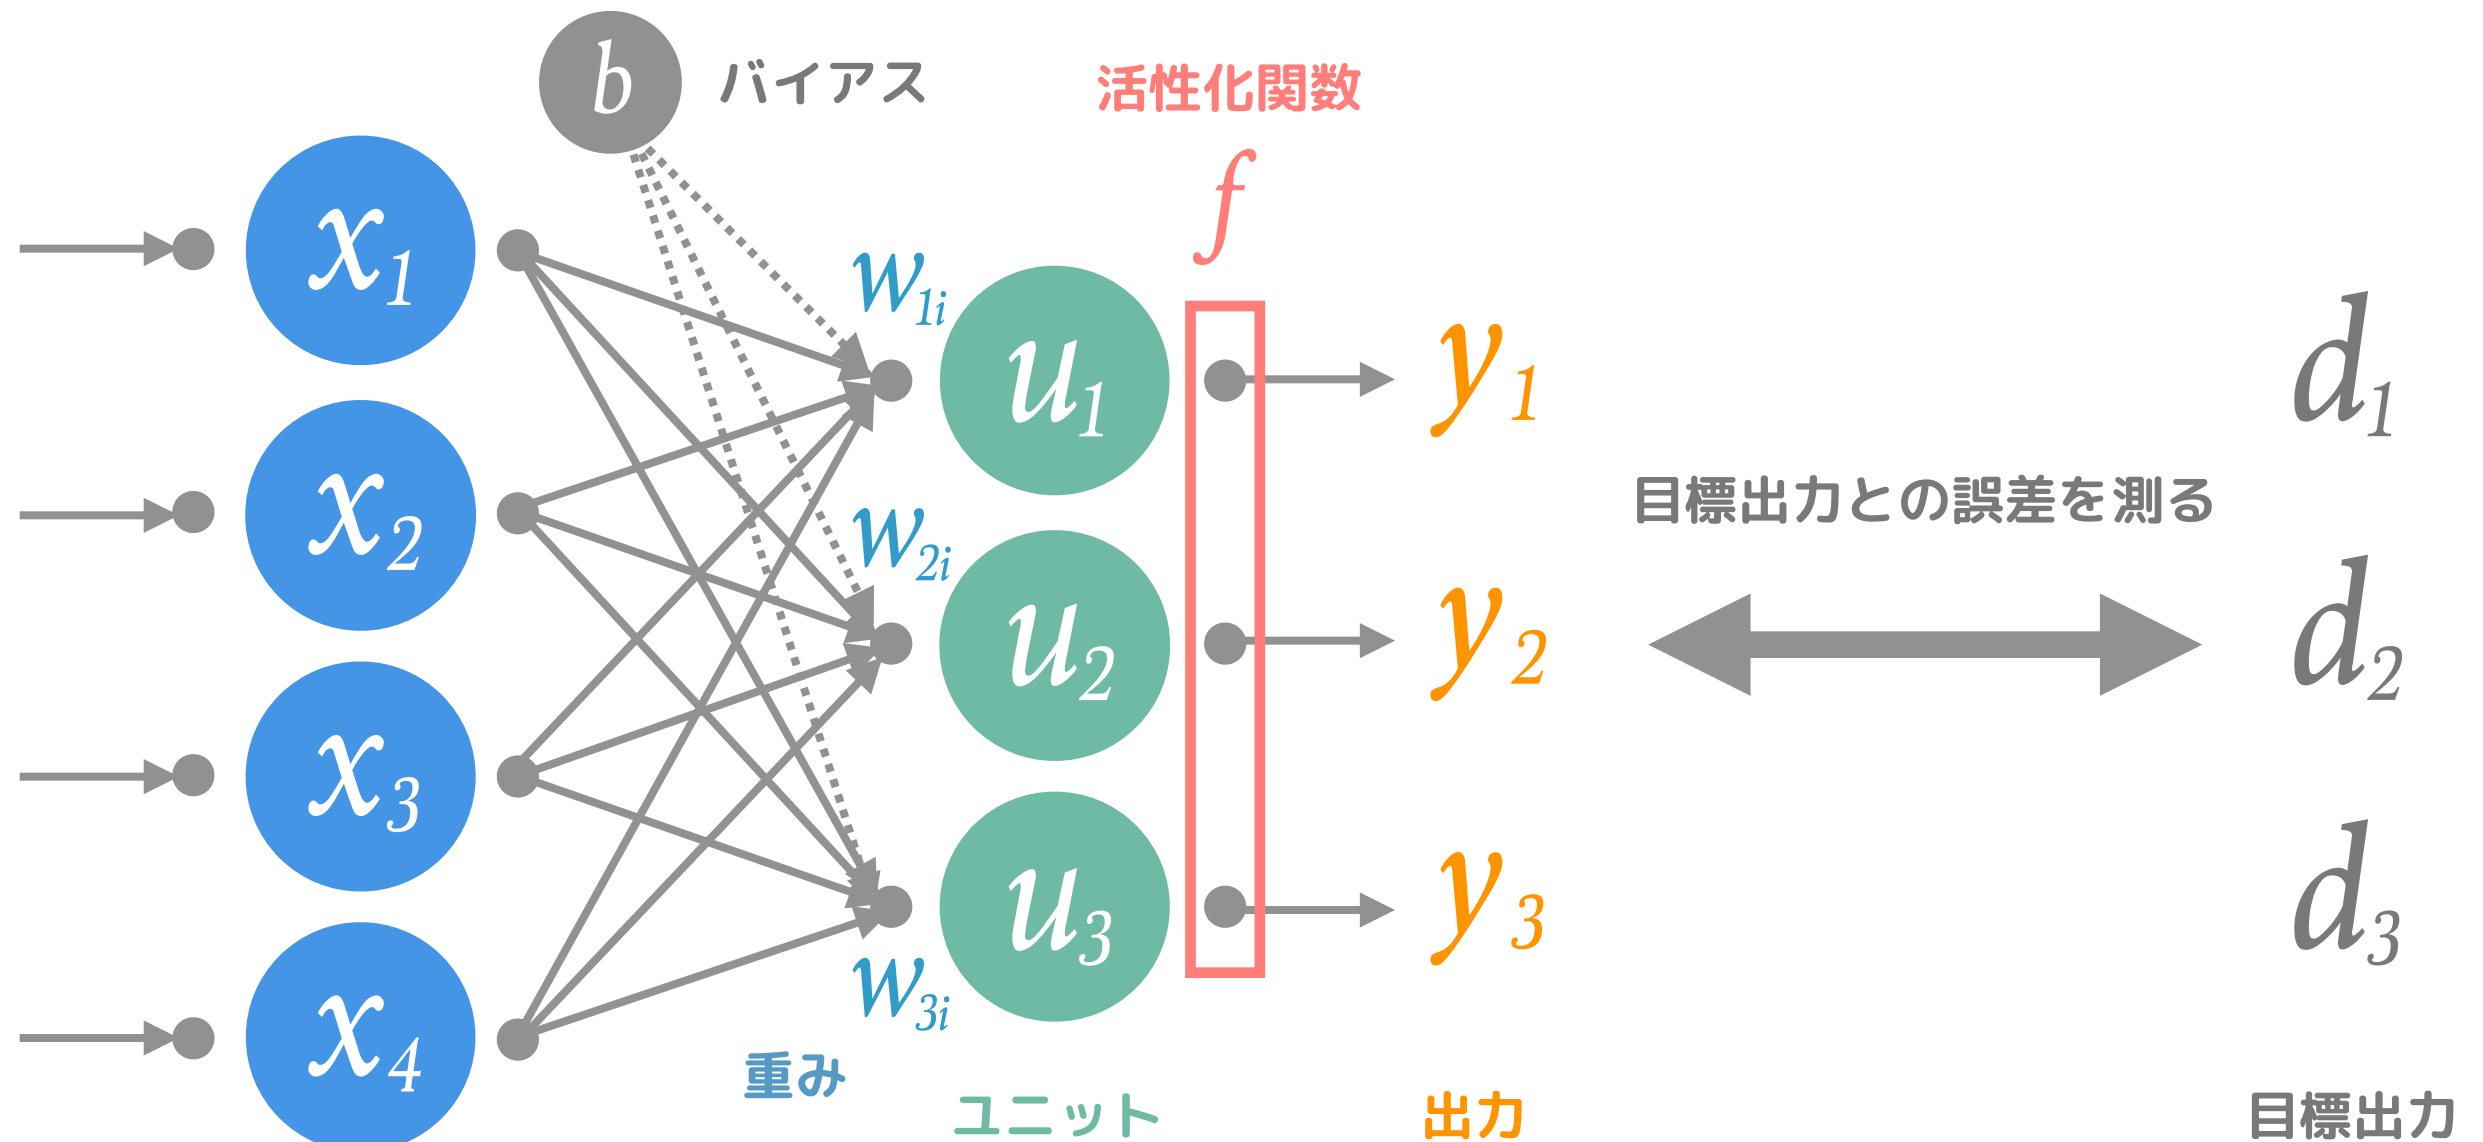 b
バイアス
活性化関数
f
x1
x2
x3
x4
w1i
w2i
w3i
重み
u1
u2
u3
ユニット
y1
y2
y3
出力
目標出力との誤差を測る
d1
d2
d3
目標出力